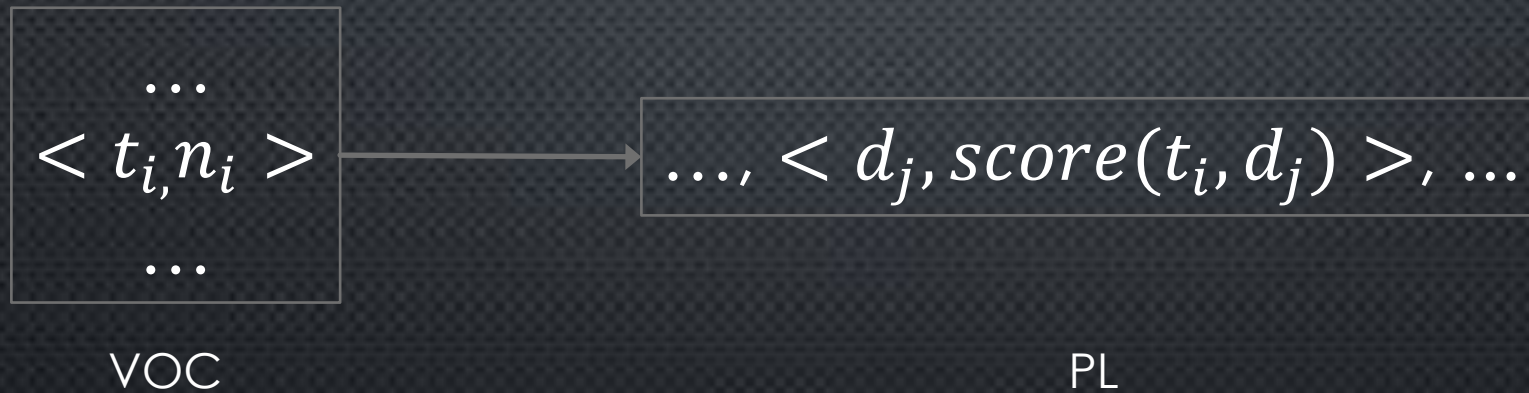 ...
< t_i,n_i >
...
..., < d_j, score(t_i, d_j) >, ...
VOC
PL